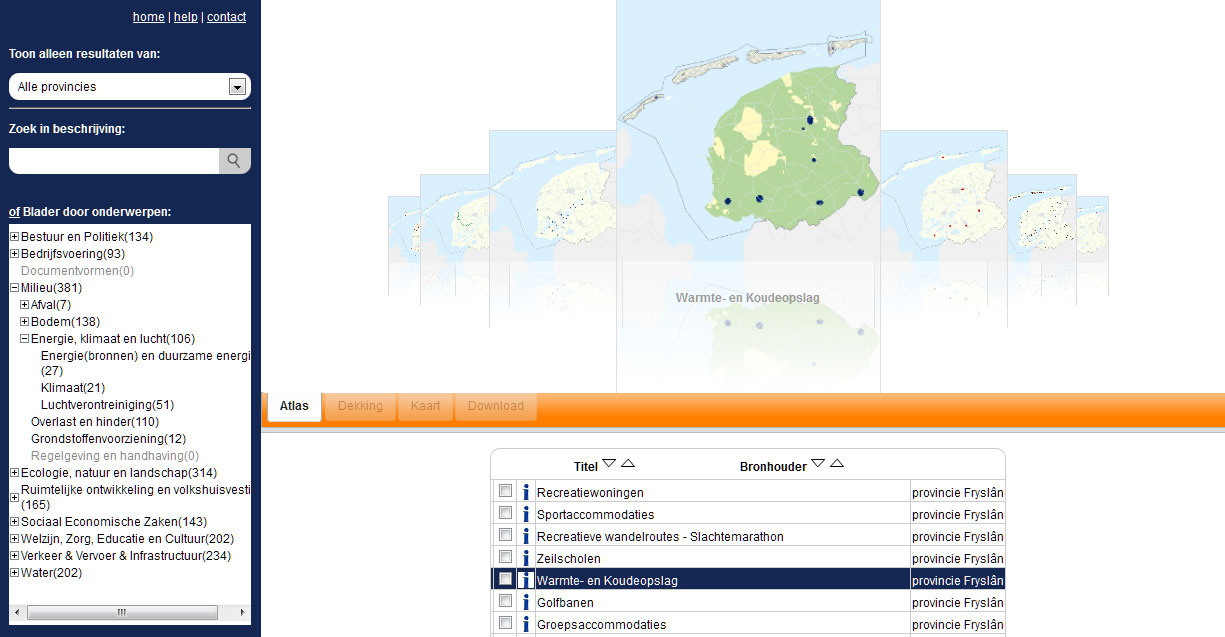 home | help | contact
Toon alleen resultaten van:
Alle provincies
Zoek in beschrijving:
of Blader door onderwerpen:
Bestuur en Politiek(134)
Bedrijfsvoering(93)
Documentvormen(0)
Milieu(381)
Afval(7)
Bodem(138)
Energie, klimaat en lucht(106)
Energie(bronnen) en duurzame energi
(27)
Klimaat(21)
Luchtverontreiniging(51)
Overlast en hinder(110)
Grondstoffenvoorziening(12)
Regelgeving en handhaving(0)
Ecologie, natuur en landschap(314)
Ruimtelijke ontwikkeling en volkshuisvesti
(165)
Sociaal Economische Zaken(143)
Welzijn, Zorg, Educatie en Cultuur(202)
Verkeer & Vervoer & Infrastructuur(234)
Water(202)
Warmte- en Koudeopslag
Atlas Dekking Kaart Download
Titel Bronhouder
i Recreatiewoningen provincie Fryslân
i Sportaccommodaties provincie Fryslân
i Recreatieve wandelroutes - Slachtemarathon provincie Fryslân
i Zeilscholen provincie Fryslân
i Warmte- en Koudeopslag provincie Fryslân
i Golfbanen provincie Fryslân
i Groepsaccommodaties provincie Fryslân